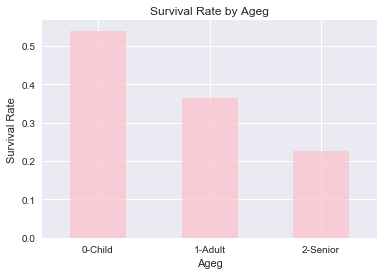 Survival Rate by Ageg
Survival Rate
0.5
0.4
0.3
0.2
0.1
0.0
0-Child
1-Adult
2-Senior
Ageg